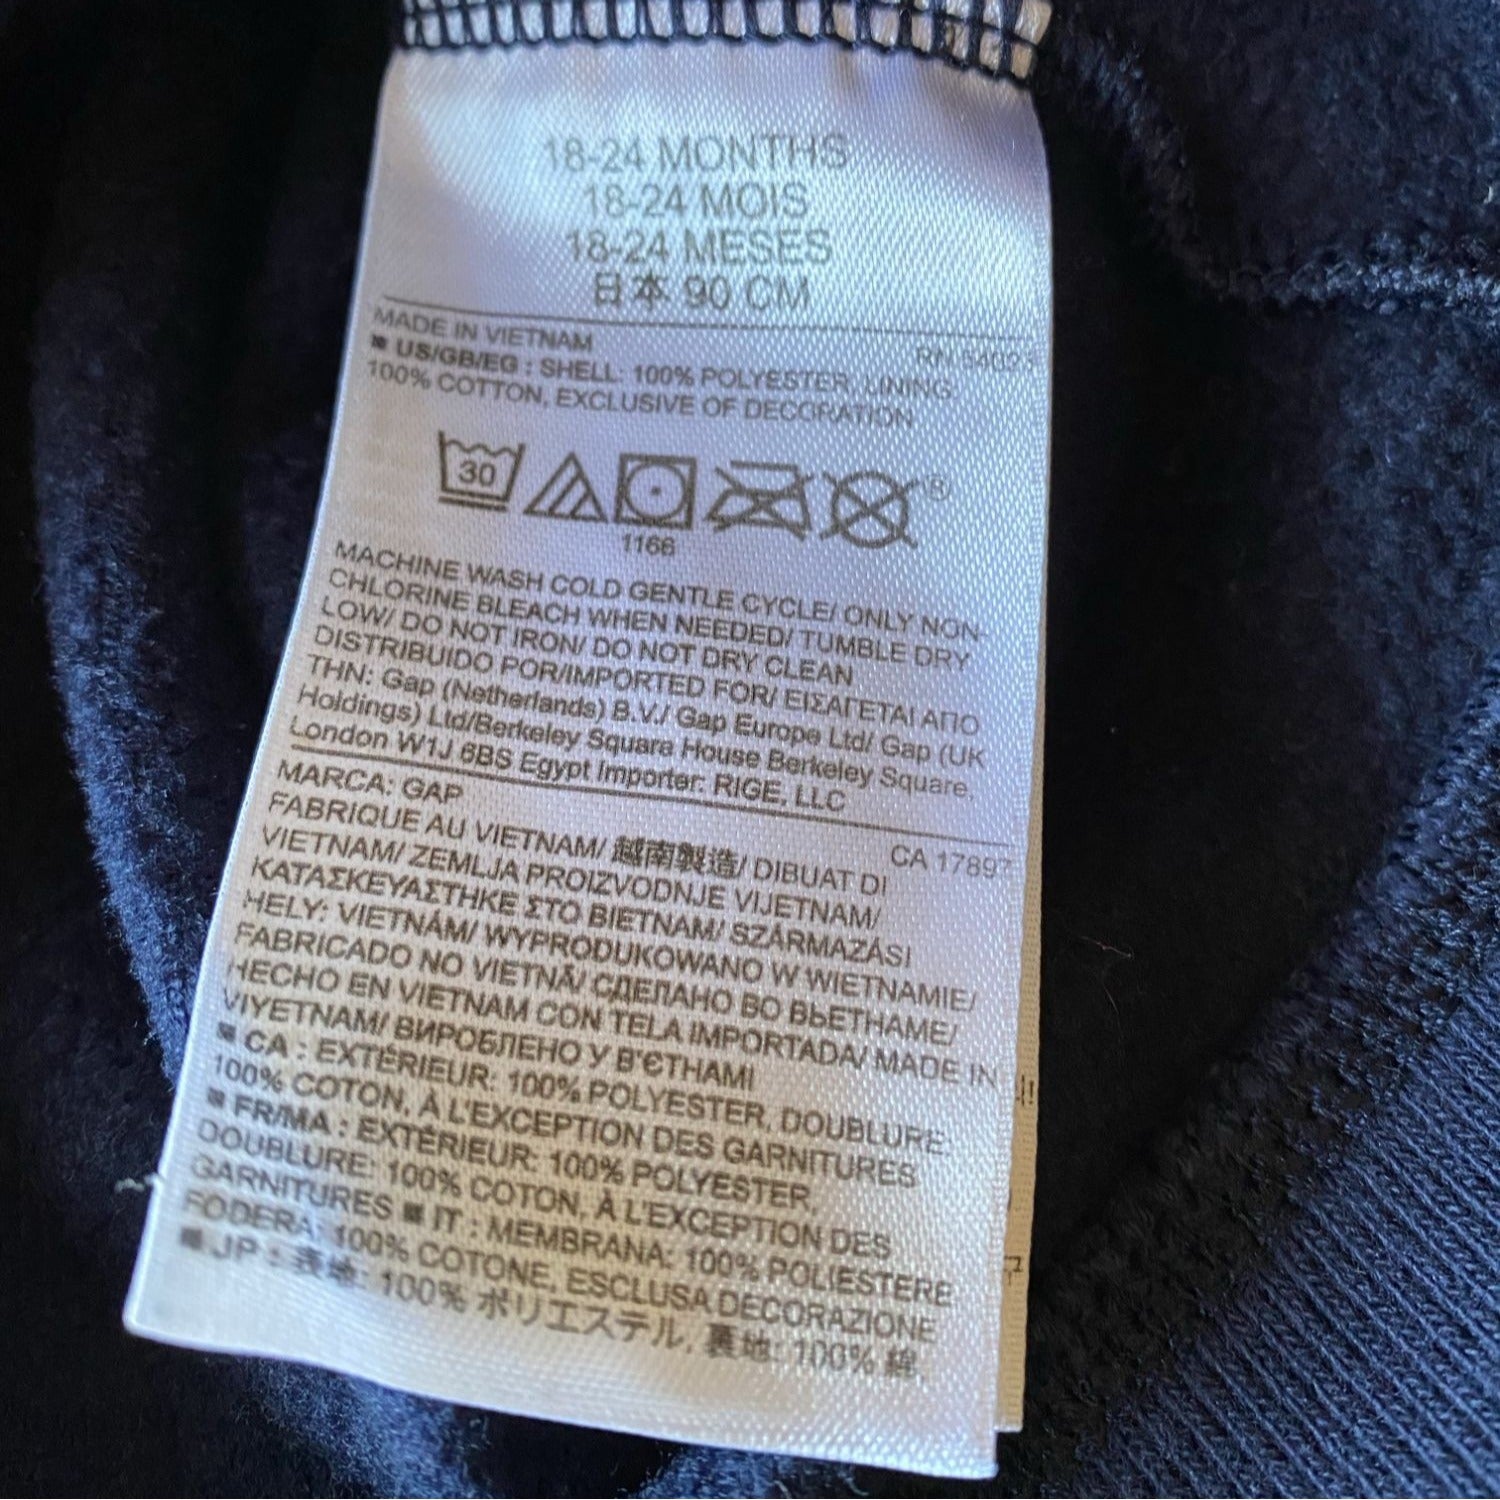 18-24 MONTHS
18-24 MOIS
18-24 MESES
日本 90 CM
MADE IN VIETNAM RN 54023
■ US/GB/EG : SHELL: 100% POLYESTER, LINING:
100% COTTON, EXCLUSIVE OF DECORATION
30 ®
1166
MACHINE WASH COLD GENTLE CYCLE/ ONLY NON-
CHLORINE BLEACH WHEN NEEDED/ TUMBLE DRY
LOW/ DO NOT IRON/ DO NOT DRY CLEAN
DISTRIBUIDO POR/IMPORTED FOR/ ΕΙΣΑΓΕΤΑΙ ΑΠΟ
THN: Gap (Netherlands) B.V./ Gap Europe Ltd/ Gap (UK
Holdings) Ltd/Berkeley Square House Berkeley Square,
London W1J 6BS Egypt Importer: RIGE, LLC
MARCA: GAP CA 17897
FABRIQUE AU VIETNAM/ 越南製造/ DIBUAT DI
VIETNAM/ ZEMLJA PROIZVODNJE VIJETNAM/
ΚΑΤΑΣΚΕΥΑΣΤΗΚΕ ΣΤΟ ΒΙΕΤΝΑΜ/ SZÁRMAZÁSI
HELY: VIETNÁM/ WYPRODUKOWANO W WIETNAMIE/
FABRICADO NO VIETNÃ/ СДЕЛАНО ВО ВЬЕТНАМЕ/
HECHO EN VIETNAM CON TELA IMPORTADA/ MADE IN
VIYETNAM/ ВИРОБЛЕНО У В'ЄТНАМІ
■ CA : EXTÉRIEUR: 100% POLYESTER, DOUBLURE:
100% COTON, À L'EXCEPTION DES GARNITURES
■ FR/MA : EXTÉRIEUR: 100% POLYESTER,
DOUBLURE: 100% COTON, À L'EXCEPTION DES
GARNITURES ■ IT : MEMBRANA: 100% POLIESTERE
FODERA: 100% COTONE, ESCLUSA DECORAZIONE
■ JP : 表地: 100% ポリエステル, 裏地: 100% 綿